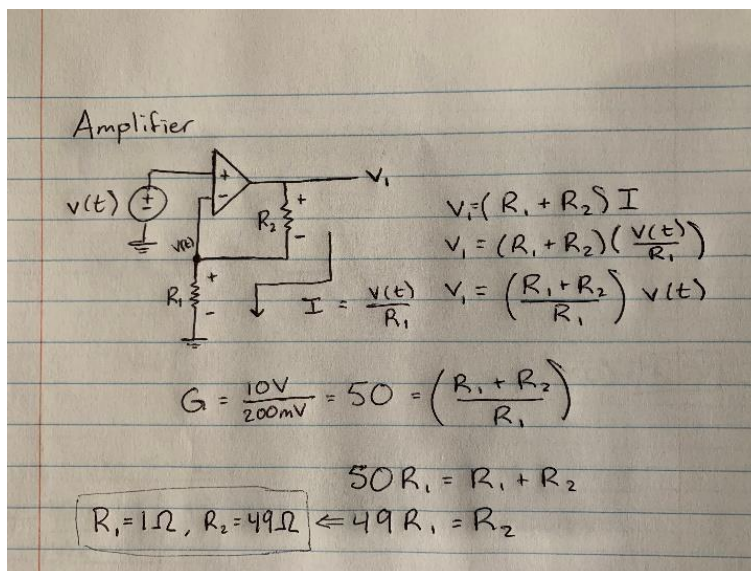 Amplifier
v(t)
+
-
+
-
V₁
R₂
+
-
v(t)
R₁
+
-
I = v(t)/R₁
V₁=(R₁ + R₂) I
V₁ = (R₁ + R₂)(v(t)/R₁)
V₁ = ((R₁ + R₂)/R₁) v(t)
G = 10V/200mV = 50 = ((R₁ + R₂)/R₁)
50R₁ = R₁ + R₂
R₁=1Ω, R₂=49Ω ⇐ 49R₁ = R₂